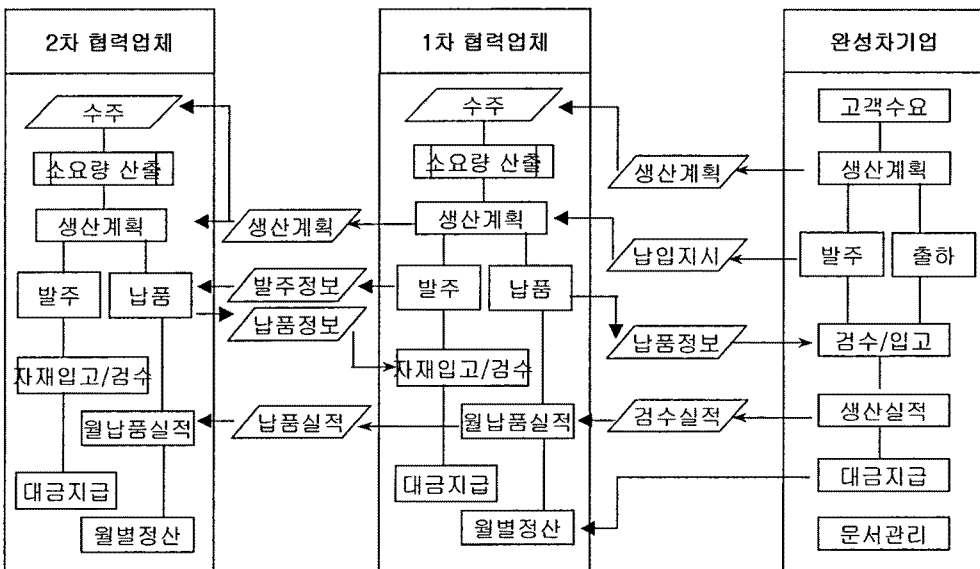 2차 협력업체
1차 협력업체
완성차기업
수주
소요량 산출
생산계획
발주
납품
자재입고/검수
월납품실적
대금지급
월별정산
생산계획
발주정보
납품정보
납품실적
수주
소요량 산출
생산계획
발주
납품
자재입고/검수
월납품실적
대금지급
월별정산
생산계획
납입지시
납품정보
검수실적
고객수요
생산계획
발주
출하
검수/입고
생산실적
대금지급
문서관리